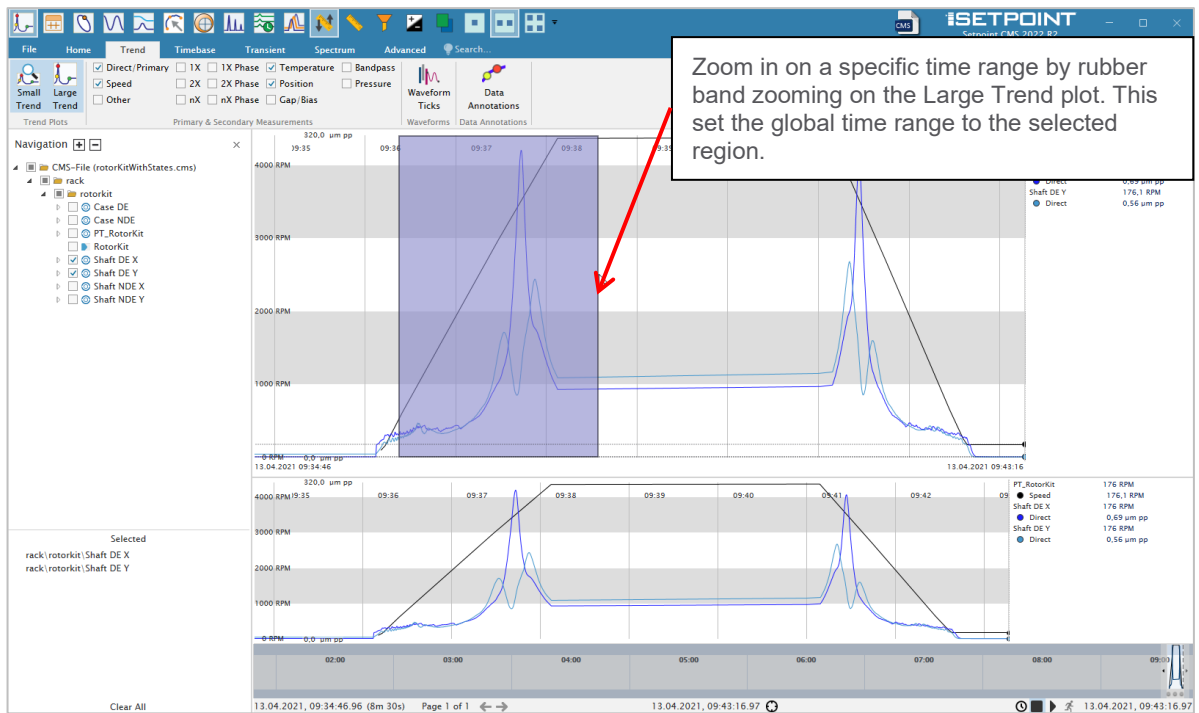 CMS
SETPOINT
Setpoint CMS 2022 R2
File Home Trend Timebase Transient Spectrum Advanced Search...
Small Trend
Large Trend
Direct/Primary 1X 1X Phase Temperature Bandpass
Speed 2X 2X Phase Position Pressure
Other nX nX Phase Gap/Bias
Waveform Ticks
Data Annotations
Trend Plots Primary & Secondary Measurements Waveforms Data Annotations
Zoom in on a specific time range by rubber
band zooming on the Large Trend plot. This
set the global time range to the selected
region.
Navigation
CMS-File (rotorKitWithStates.cms)
rack
rotorkit
Case DE
Case NDE
PT_RotorKit
RotorKit
Shaft DE X
Shaft DE Y
Shaft NDE X
Shaft NDE Y
Selected
rack\rotorkit\Shaft DE X
rack\rotorkit\Shaft DE Y
Clear All
320,0 µm pp
09:35 09:36 09:37 09:38
4000 RPM
3000 RPM
2000 RPM
1000 RPM
0 RPM 0,0 µm pp
13.04.2021 09:34:46 13.04.2021 09:43:16
Direct 0,69 µm pp
Shaft DE Y 176,1 RPM
Direct 0,56 µm pp
320,0 µm pp
4000 RPM 09:35 09:36 09:37 09:38 09:39 09:40 09:41 09:42 09
3000 RPM
2000 RPM
1000 RPM
0 RPM 0,0 µm pp
PT_RotorKit 176 RPM
Speed 176,1 RPM
Shaft DE X 176 RPM
Direct 0,69 µm pp
Shaft DE Y 176 RPM
Direct 0,56 µm pp
02:00 03:00 04:00 05:00 06:00 07:00 08:00
13.04.2021, 09:34:46.96 (8m 30s) Page 1 of 1 13.04.2021, 09:43:16.97 13.04.2021, 09:43:16.97